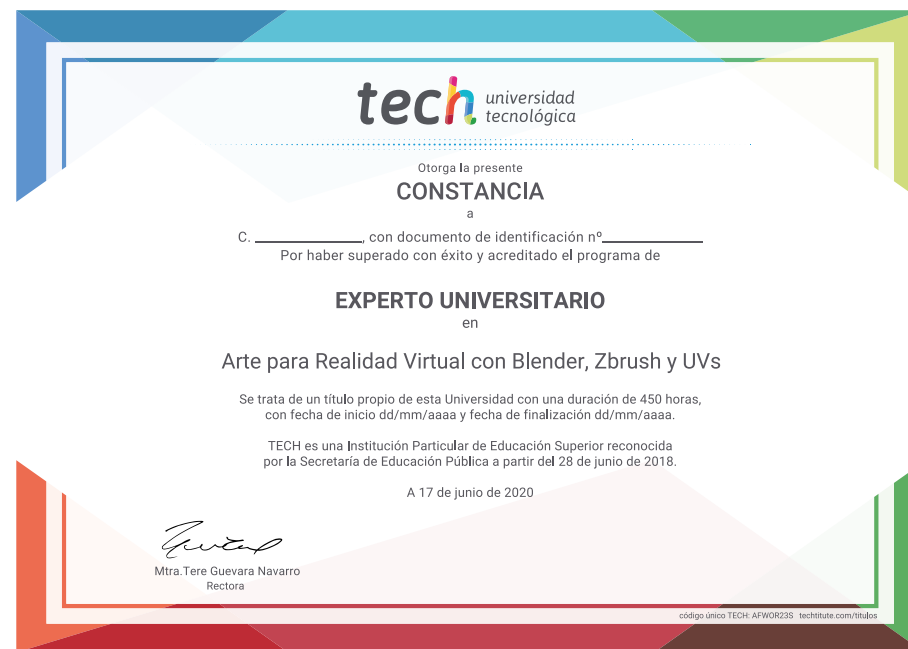 tech universidad
tecnológica
Otorga la presente
CONSTANCIA
a
C. ____________, con documento de identificación nº____________
Por haber superado con éxito y acreditado el programa de
EXPERTO UNIVERSITARIO
en
Arte para Realidad Virtual con Blender, Zbrush y UVs
Se trata de un título propio de esta Universidad con una duración de 450 horas,
con fecha de inicio dd/mm/aaaa y fecha de finalización dd/mm/aaaa.
TECH es una Institución Particular de Educación Superior reconocida
por la Secretaría de Educación Pública a partir del 28 de junio de 2018.
A 17 de junio de 2020
Mtra.Tere Guevara Navarro
Rectora
código único TECH: AFWOR23S techtitute.com/titulos